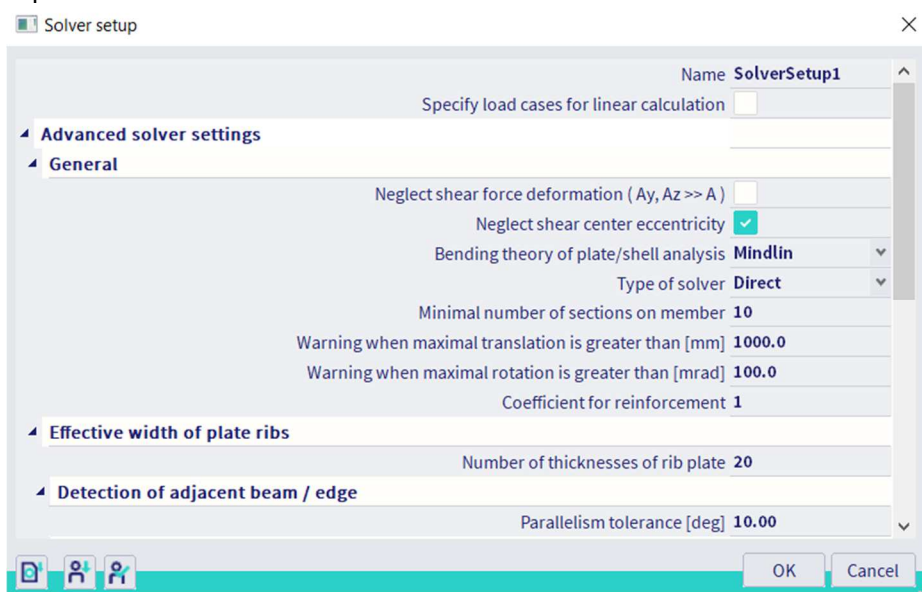 Solver setup
Name SolverSetup1
Specify load cases for linear calculation
Advanced solver settings
General
Neglect shear force deformation ( Ay, Az >> A )
Neglect shear center eccentricity
Bending theory of plate/shell analysis Mindlin
Type of solver Direct
Minimal number of sections on member 10
Warning when maximal translation is greater than [mm] 1000.0
Warning when maximal rotation is greater than [mrad] 100.0
Coefficient for reinforcement 1
Effective width of plate ribs
Number of thicknesses of rib plate 20
Detection of adjacent beam / edge
Parallelism tolerance [deg] 10.00
OK Cancel